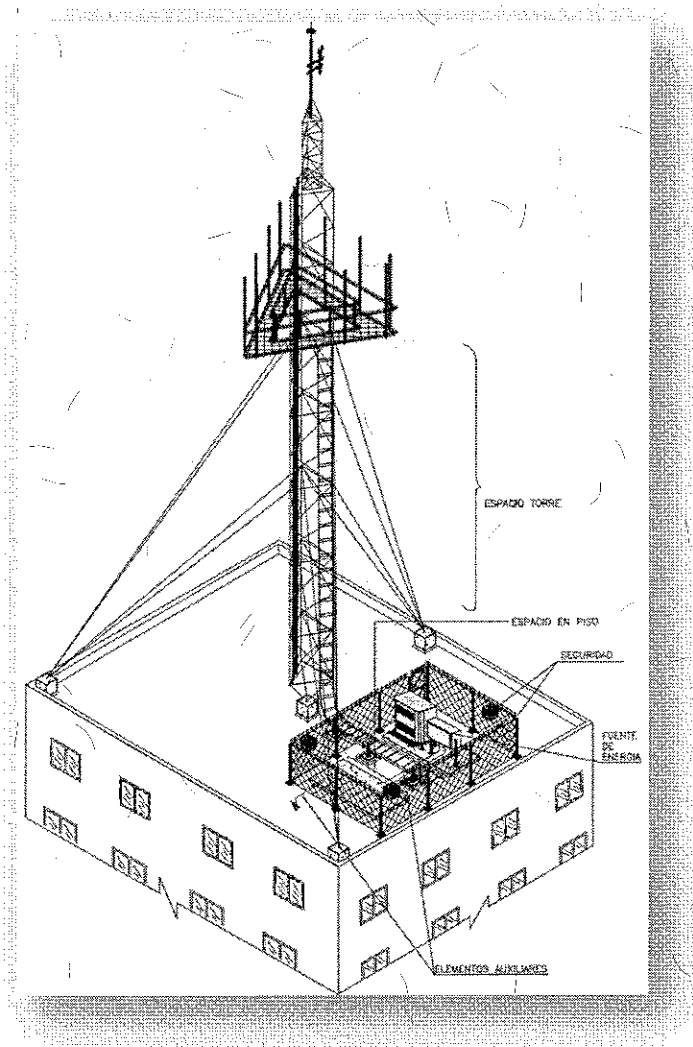 ESPACIO TORRE
ESPACIO EN PISO
SEGURIDAD
FUENTE
DE
ENERGIA
ELEMENTOS AUXILIARES